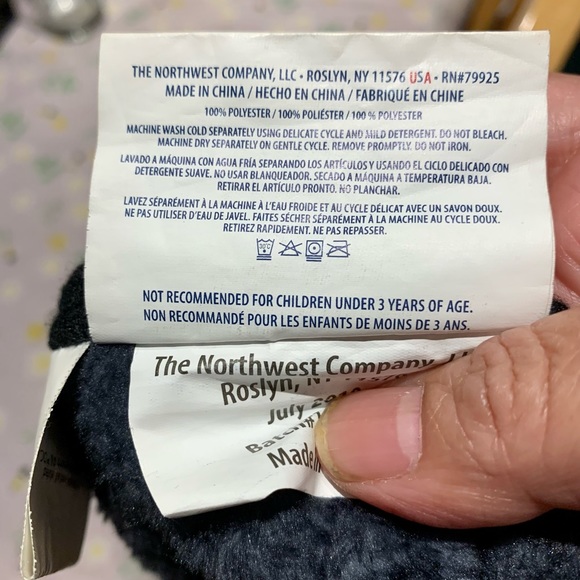 THE NORTHWEST COMPANY, LLC • ROSLYN, NY 11576 USA • RN#79925
MADE IN CHINA / HECHO EN CHINA / FABRIQUÉ EN CHINE
100% POLYESTER / 100% POLIÉSTER / 100 % POLYESTER
MACHINE WASH COLD SEPARATELY USING DELICATE CYCLE AND MILD DETERGENT. DO NOT BLEACH.
MACHINE DRY SEPARATELY ON GENTLE CYCLE. REMOVE PROMPTLY. DO NOT IRON.
LAVADO A MÁQUINA CON AGUA FRÍA SEPARANDO LOS ARTÍCULOS Y USANDO EL CICLO DELICADO CON
DETERGENTE SUAVE. NO USAR BLANQUEADOR. SECADO A MÁQUINA A TEMPERATURA BAJA.
RETIRAR EL ARTÍCULO PRONTO. NO PLANCHAR.
LAVEZ SÉPARÉMENT À LA MACHINE À L'EAU FROIDE ET AU CYCLE DÉLICAT AVEC UN SAVON DOUX.
NE PAS UTILISER D'EAU DE JAVEL. FAITES SÉCHER SÉPARÉMENT À LA MACHINE AU CYCLE DOUX.
RETIREZ RAPIDEMENT. NE PAS REPASSER.
30°C
NOT RECOMMENDED FOR CHILDREN UNDER 3 YEARS OF AGE.
NON RECOMMANDÉ POUR LES ENFANTS DE MOINS DE 3 ANS.
The Northwest Company,
Roslyn, NY
July
Batch#
Made